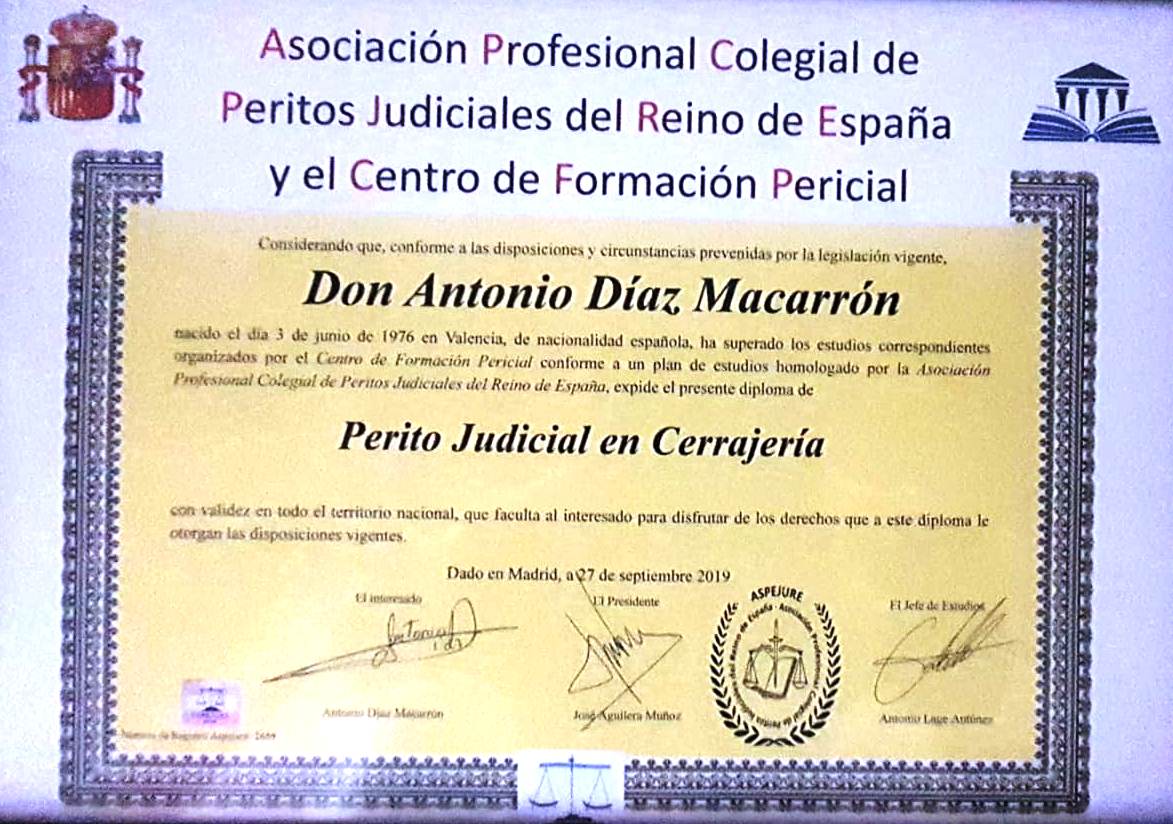 Asociación Profesional Colegial de
Peritos Judiciales del Reino de España
y el Centro de Formación Pericial
Considerando que, conforme a las disposiciones y circunstancias prevenidas por la legislación vigente,
Don Antonio Díaz Macarrón
nacido el día 3 de junio de 1976 en Valencia, de nacionalidad española, ha superado los estudios correspondientes
organizados por el Centro de Formación Pericial conforme a un plan de estudios homologado por la Asociación
Profesional Colegial de Peritos Judiciales del Reino de España, expide el presente diploma de
Perito Judicial en Cerrajería
con validez en todo el territorio nacional, que faculta al interesado para disfrutar de los derechos que a este diploma le
otorgan las disposiciones vigentes.
Dado en Madrid, a 27 de septiembre 2019
El interesado
El Presidente
ASPEJURE
El Jefe de Estudios
Antonio Díaz Macarrón
José Aguilera Muñoz
Antonio Lage Antúnez
Número de Registro